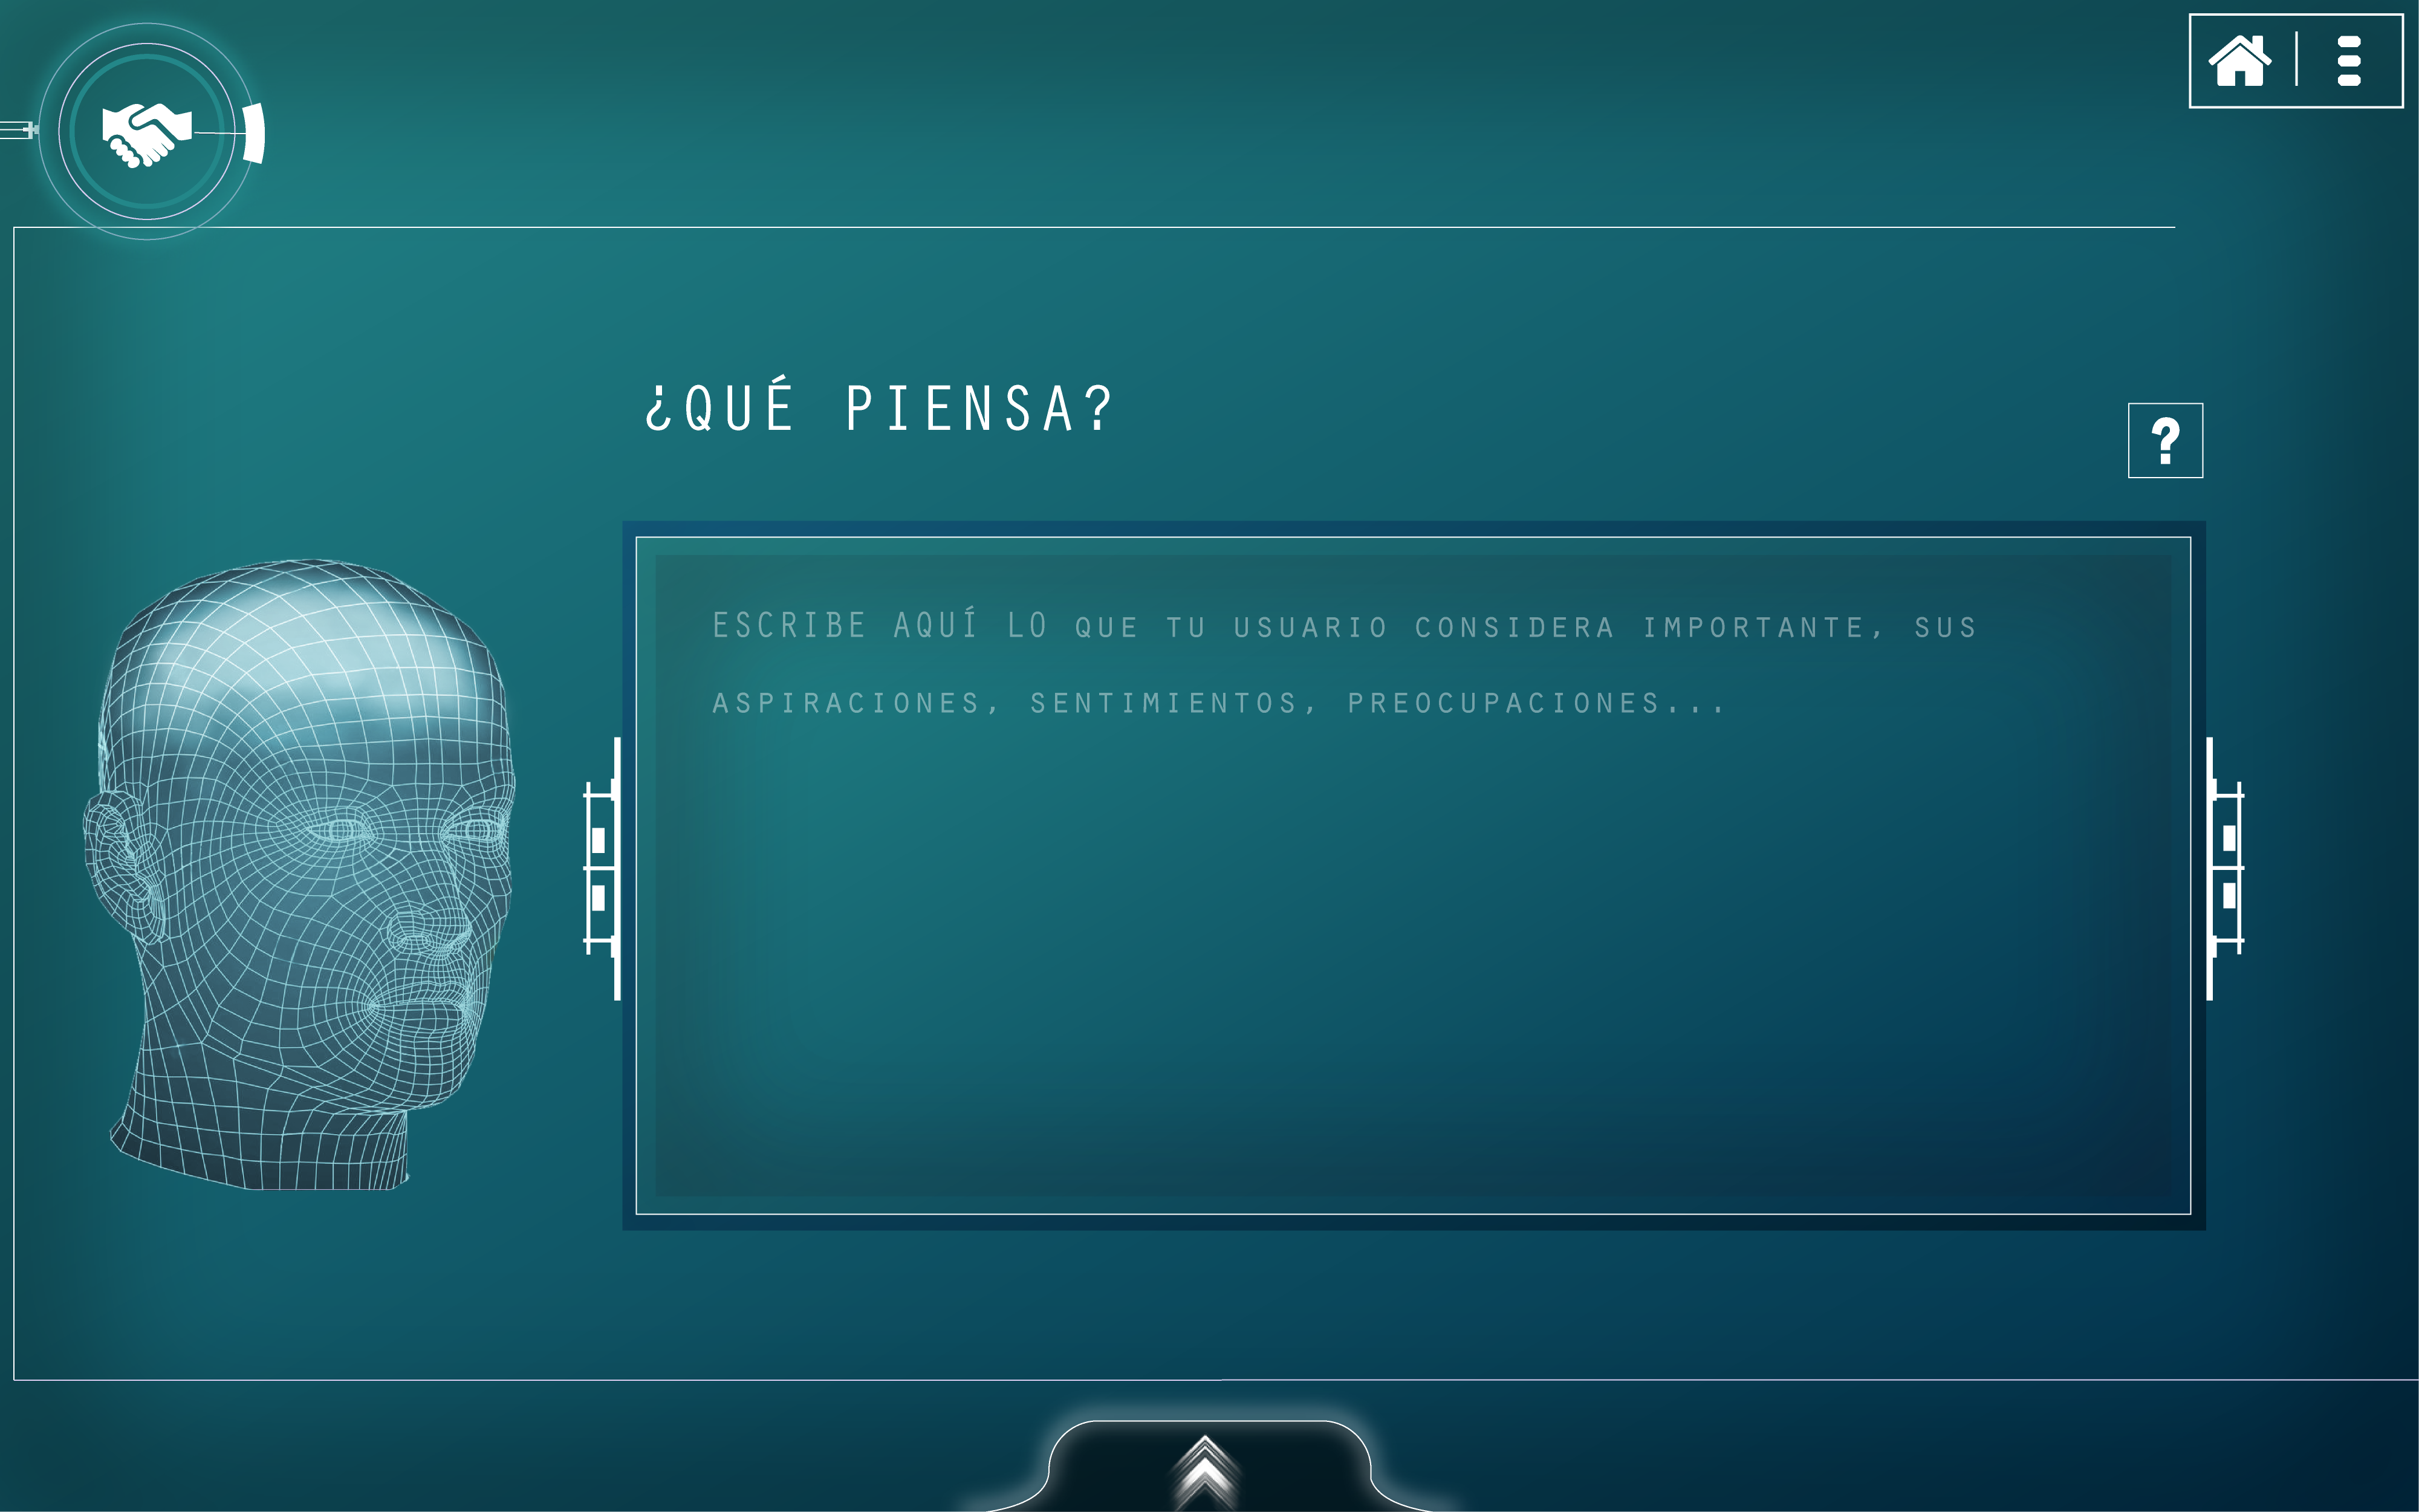 ¿QUÉ PIENSA?
?
ESCRIBE AQUÍ LO QUE TU USUARIO CONSIDERA IMPORTANTE, SUS
ASPIRACIONES, SENTIMIENTOS, PREOCUPACIONES...